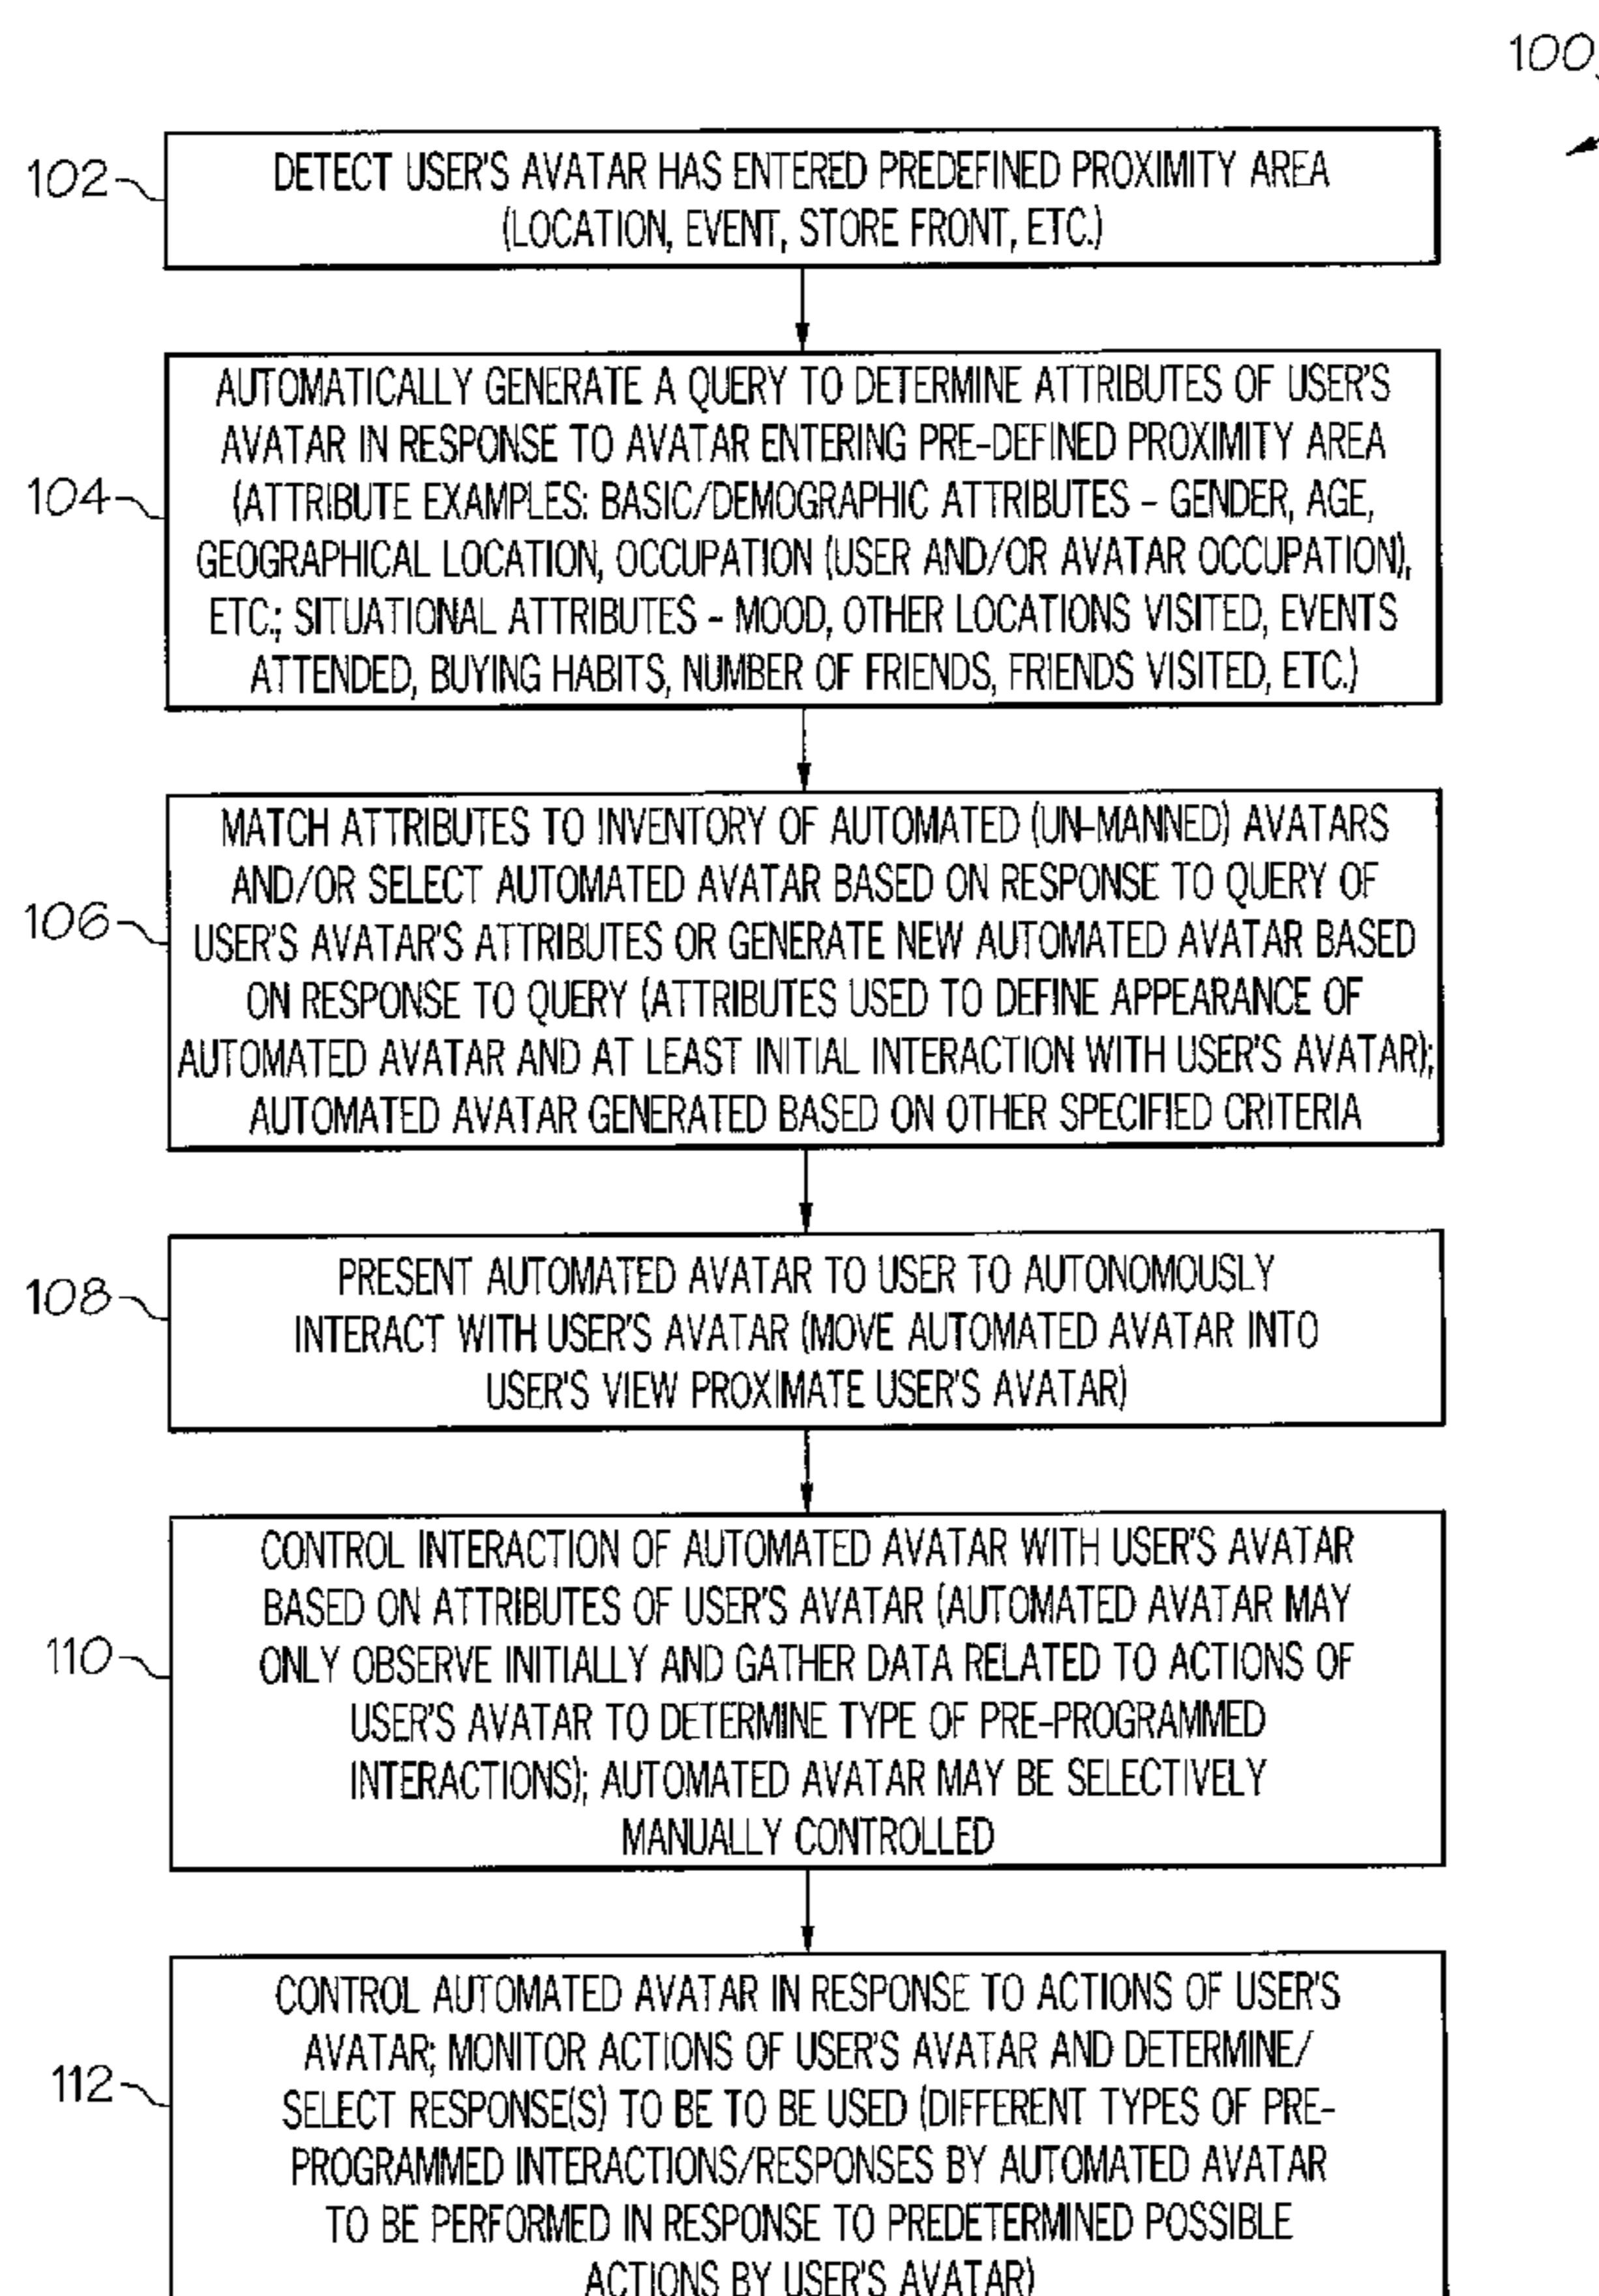 100
102
DETECT USER'S AVATAR HAS ENTERED PREDEFINED PROXIMITY AREA
(LOCATION, EVENT, STORE FRONT, ETC.)
104
AUTOMATICALLY GENERATE A QUERY TO DETERMINE ATTRIBUTES OF USER'S
AVATAR IN RESPONSE TO AVATAR ENTERING PRE-DEFINED PROXIMITY AREA
(ATTRIBUTE EXAMPLES: BASIC/DEMOGRAPHIC ATTRIBUTES - GENDER, AGE,
GEOGRAPHICAL LOCATION, OCCUPATION (USER AND/OR AVATAR OCCUPATION),
ETC.; SITUATIONAL ATTRIBUTES - MOOD, OTHER LOCATIONS VISITED, EVENTS
ATTENDED, BUYING HABITS, NUMBER OF FRIENDS, FRIENDS VISITED, ETC.)
106
MATCH ATTRIBUTES TO INVENTORY OF AUTOMATED (UN-MANNED) AVATARS
AND/OR SELECT AUTOMATED AVATAR BASED ON RESPONSE TO QUERY OF
USER'S AVATAR'S ATTRIBUTES OR GENERATE NEW AUTOMATED AVATAR BASED
ON RESPONSE TO QUERY (ATTRIBUTES USED TO DEFINE APPEARANCE OF
AUTOMATED AVATAR AND AT LEAST INITIAL INTERACTION WITH USER'S AVATAR);
AUTOMATED AVATAR GENERATED BASED ON OTHER SPECIFIED CRITERIA
108
PRESENT AUTOMATED AVATAR TO USER TO AUTONOMOUSLY
INTERACT WITH USER'S AVATAR (MOVE AUTOMATED AVATAR INTO
USER'S VIEW PROXIMATE USER'S AVATAR)
110
CONTROL INTERACTION OF AUTOMATED AVATAR WITH USER'S AVATAR
BASED ON ATTRIBUTES OF USER'S AVATAR (AUTOMATED AVATAR MAY
ONLY OBSERVE INITIALLY AND GATHER DATA RELATED TO ACTIONS OF
USER'S AVATAR TO DETERMINE TYPE OF PRE-PROGRAMMED
INTERACTIONS); AUTOMATED AVATAR MAY BE SELECTIVELY
MANUALLY CONTROLLED
112
CONTROL AUTOMATED AVATAR IN RESPONSE TO ACTIONS OF USER'S
AVATAR; MONITOR ACTIONS OF USER'S AVATAR AND DETERMINE/
SELECT RESPONSE(S) TO BE TO BE USED (DIFFERENT TYPES OF PRE-
PROGRAMMED INTERACTIONS/RESPONSES BY AUTOMATED AVATAR
TO BE PERFORMED IN RESPONSE TO PREDETERMINED POSSIBLE
ACTIONS BY USER'S AVATAR)